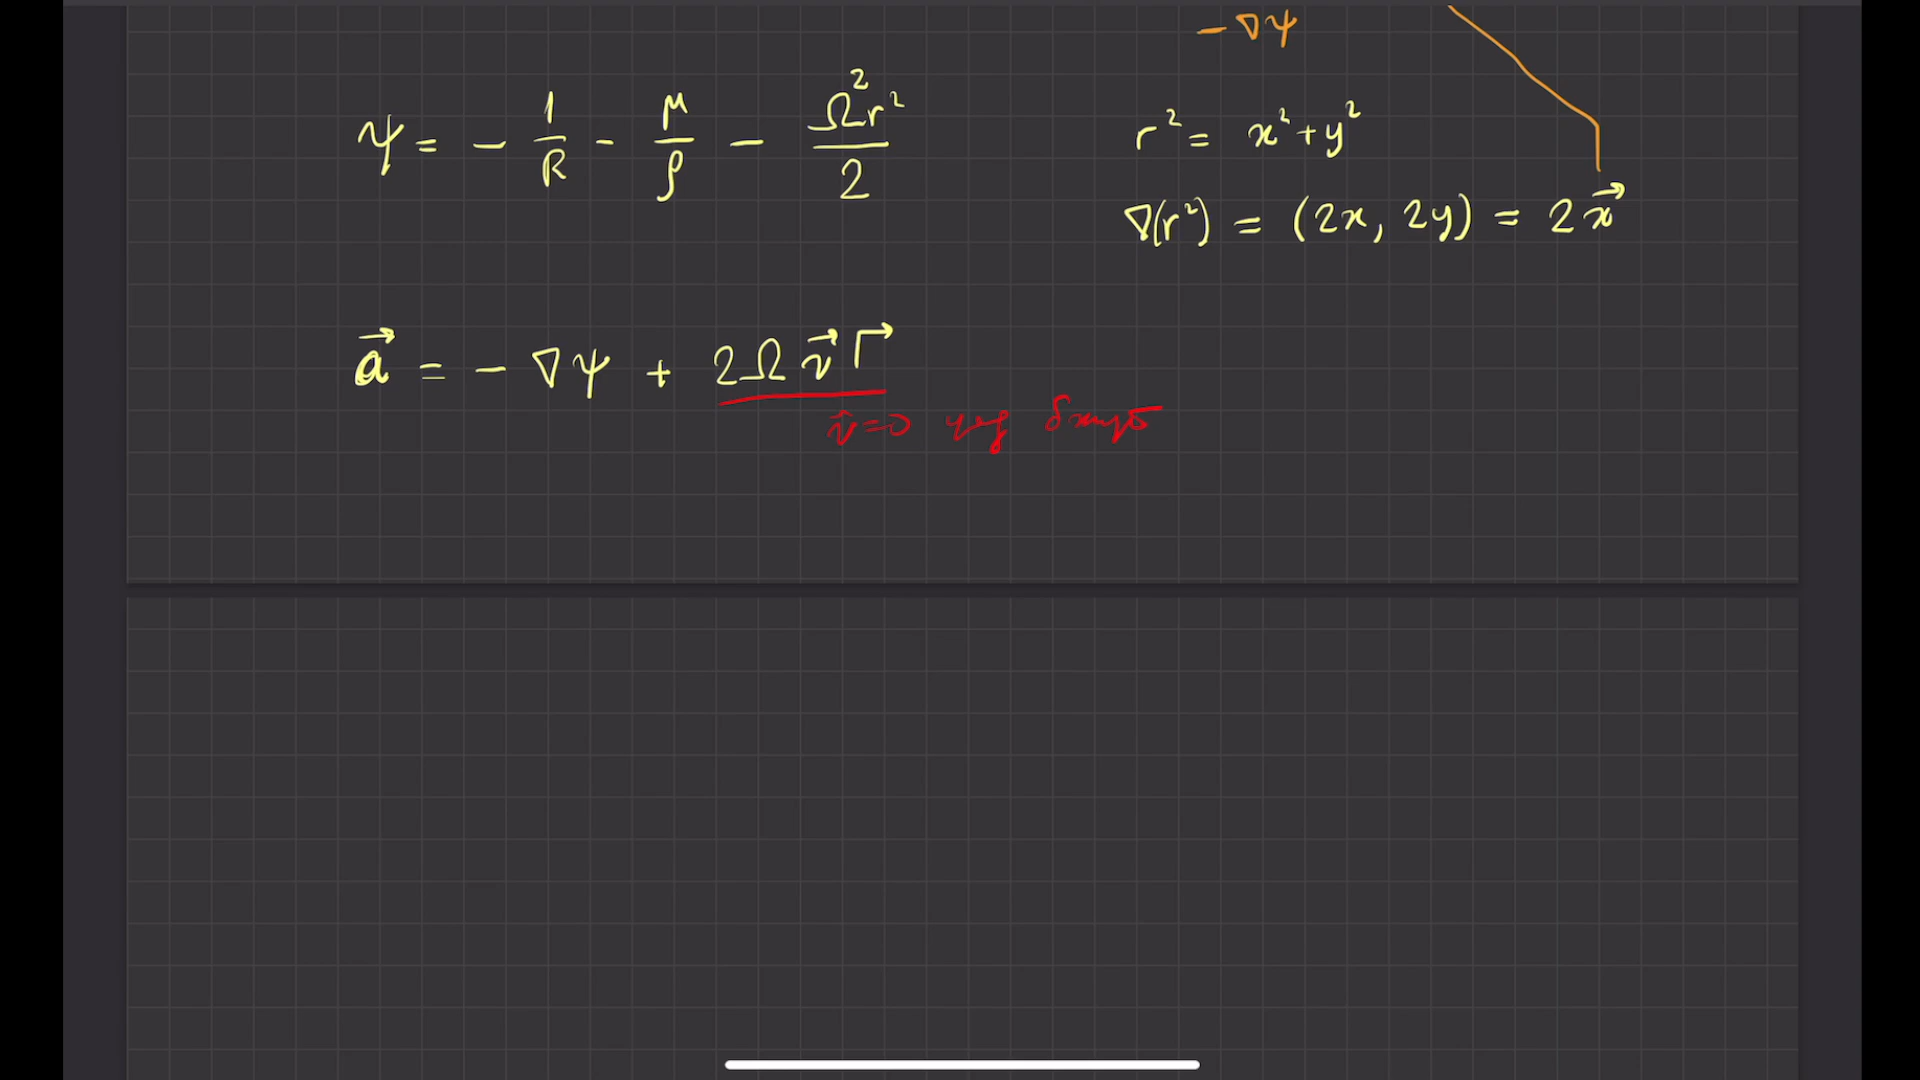 - ∇ψ
ψ = - 1/R - μ/ρ - Ω²r²/2
r² = x² + y²
∇(r²) = (2x, 2y) = 2x⃗
a⃗ = - ∇ψ + 2Ω v⃗ Γ⃗
v⃗ = 0